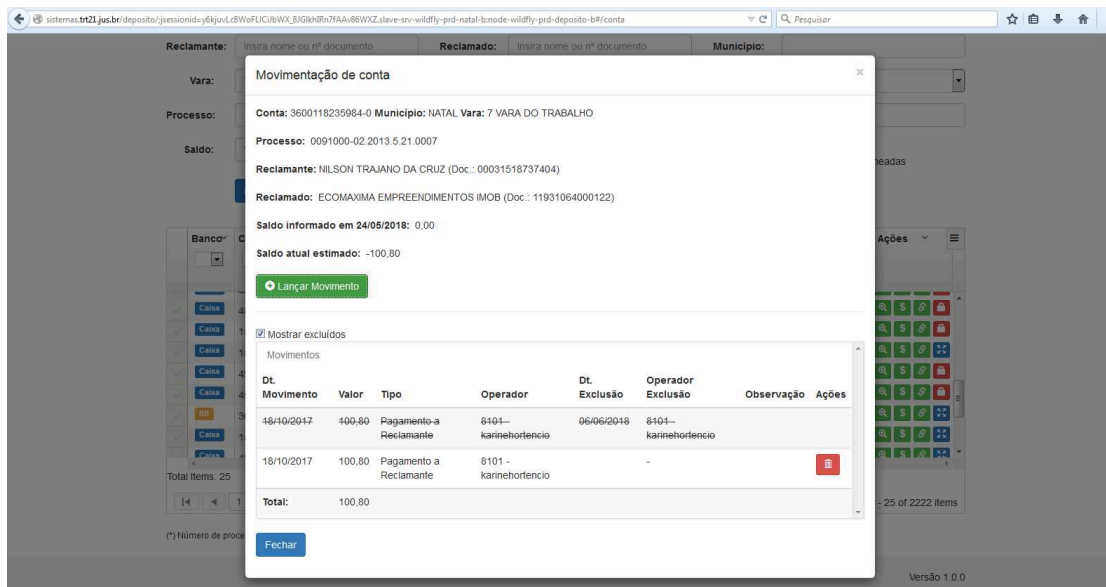 sistemas.trt21.jus.br/deposito/;jsessionid=y6kjuvLc8WoFLICiJbWX_8JGlkhIRn7fAAv86WXZ.slave-srv-wildfly-prd-natal-b:node-wildfly-prd-deposito-b#/conta
Pesquisar
Reclamante: Insira nome ou nº documento Reclamado: Insira nome ou nº documento Município:
Vara:
Processo:
Saldo:
neadas
Movimentação de conta ×
Conta: 3600118235984-0 Município: NATAL Vara: 7 VARA DO TRABALHO
Processo: 0091000-02.2013.5.21.0007
Reclamante: NILSON TRAJANO DA CRUZ (Doc.: 00031518737404)
Reclamado: ECOMAXIMA EMPREENDIMENTOS IMOB (Doc.: 11931064000122)
Saldo informado em 24/05/2018: 0,00
Saldo atual estimado: -100,80
Lançar Movimento
Mostrar excluídos
Movimentos
Dt. Movimento Valor Tipo Operador Dt. Exclusão Operador Exclusão Observação Ações
18/10/2017 100,80 Pagamento a Reclamante 8101 - karinehortencio 06/06/2018 8101 - karinehortencio
18/10/2017 100,80 Pagamento a Reclamante 8101 - karinehortencio -
Total: 100,80
Fechar
Banco C Ações
Caixa
Caixa
Caixa
Caixa
Caixa
BB
Caixa
Caixa
Total Items: 25
1 - 25 of 2222 items
(*) Número de proce
Versão 1.0.0